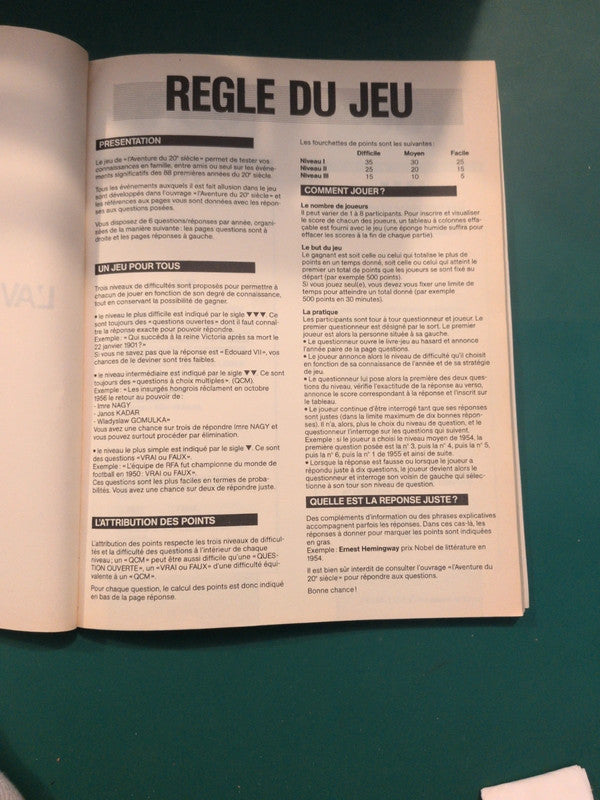 REGLE DU JEU
PRESENTATION
Le jeu de «l'Aventure du 20e siècle» permet de tester vos
connaissances en famille, entre amis ou seul sur les événe-
ments significatifs des 88 premières années du 20e siècle.
Tous les événements auxquels il est fait allusion dans le jeu
sont développés dans l'ouvrage «l'Aventure du 20e siècle» et
les références aux pages vous sont données avec les répon-
ses aux questions posées.
Vous disposez de 6 questions/réponses par année, organi-
sées de la manière suivante : les pages questions sont à
droite et les pages réponses à gauche.
UN JEU POUR TOUS
Trois niveaux de difficultés sont proposés pour permettre à
chacun de jouer en fonction de son degré de connaissance,
tout en conservant la possibilité de gagner.
• le niveau le plus difficile est indiqué par le sigle ▼▼▼. Ce
sont toujours des «questions ouvertes» dont il faut connaî-
tre la réponse exacte pour pouvoir répondre.
Exemple : «Qui succéda à la reine Victoria après sa mort le
22 janvier 1901?»
Si vous ne savez pas que la réponse est «Edouard VII», vos
chances de le deviner sont très faibles.
• le niveau intermédiaire est indiqué par le sigle ▼▼. Ce sont
toujours des «questions à choix multiples». (QCM).
Exemple : «Les insurgés hongrois réclament en octobre
1956 le retour au pouvoir de :
- Imre NAGY
- Janos KADAR
- Wladyslaw GOMULKA»
Vous avez une chance sur trois de répondre Imre NAGY et
vous pouvez surtout procéder par élimination.
• le niveau le plus simple est indiqué par le sigle ▼. Ce sont
des questions «VRAI ou FAUX».
Exemple : «L'équipe de RFA fut championne du monde de
football en 1950 : VRAI ou FAUX».
Ces questions sont les plus faciles en termes de proba-
bilités. Vous avez une chance sur deux de répondre juste.
L'ATTRIBUTION DES POINTS
L'attribution des points respecte les trois niveaux de difficul-
tés et la difficulté des questions à l'intérieur de chaque
niveau; un «QCM» peut être aussi difficile qu'une «QUES-
TION OUVERTE», un «VRAI ou FAUX» d'une difficulté équi-
valente à un «QCM».
Pour chaque question, le calcul des points est donc indiqué
en bas de la page réponse.
Les fourchettes de points sont les suivantes :
Difficile Moyen Facile
Niveau I 35 30 25
Niveau II 25 20 15
Niveau III 15 10 5
COMMENT JOUER?
Le nombre de joueurs
Il peut varier de 1 à 8 participants. Pour inscrire et visualiser
le score de chacun des joueurs, un tableau à colonnes effa-
çable est fourni avec le jeu (une éponge humide suffira pour
effacer les scores à la fin de chaque partie).
Le but du jeu
Le gagnant est soit celle ou celui qui totalise le plus de
points en un temps donné, soit celle ou celui qui atteint le
premier un total de points que les joueurs se sont fixé au
départ (par exemple 500 points).
Si vous jouez seul(e), vous devez vous fixer une limite de
temps pour atteindre un total donné (par exemple
500 points en 30 minutes).
La pratique
Les participants sont tour à tour questionneur et joueur. Le
premier questionneur est désigné par le sort. Le premier
joueur est alors la personne située à sa gauche.
• Le questionneur ouvre le livre-jeu au hasard et annonce
l'année paire de la page questions.
• Le joueur annonce alors le niveau de difficulté qu'il choisit
en fonction de sa connaissance de l'année et de sa stratégie
de jeu.
• Le questionneur lui pose alors la première des deux ques-
tions du niveau, vérifie l'exactitude de la réponse au verso,
annonce le score correspondant à la réponse et l'inscrit sur
le tableau.
• Le joueur continue d'être interrogé tant que ses réponses
sont justes (dans la limite maximum de dix bonnes répon-
ses). Il n'a, alors, plus le choix du niveau de question, et le
questionneur l'interroge sur les questions qui suivent.
Exemple : si le joueur a choisi le niveau moyen de 1954, la
première question posée est la n° 3, puis la n° 4, puis la n° 5,
puis la n° 6, puis la n° 1 de 1955 et ainsi de suite.
• Lorsque la réponse est fausse ou lorsque le joueur a
répondu juste à dix questions, le joueur devient alors le
questionneur et interroge son voisin de gauche qui sélec-
tionne à son tour son niveau de question.
QUELLE EST LA REPONSE JUSTE?
Des compléments d'information ou des phrases explicatives
accompagnent parfois les réponses. Dans ces cas-là, les
réponses à donner pour marquer les points sont indiquées
en gras.
Exemple : Ernest Hemingway prix Nobel de littérature en
1954.
Il est bien sûr interdit de consulter l'ouvrage «l'Aventure du
20e siècle» pour répondre aux questions.
Bonne chance!